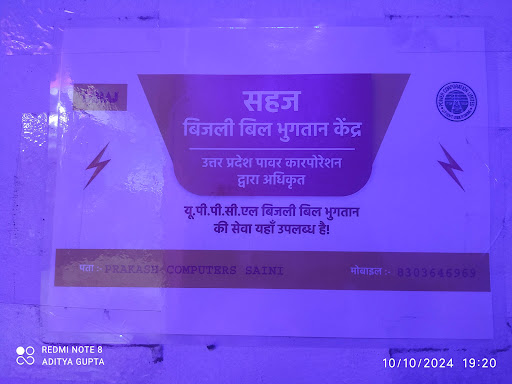 सहज
बिजली बिल भुगतान केंद्र
उत्तर प्रदेश पावर कारपोरेशन
द्वारा अधिकृत
यू.पी.पी.सी.एल बिजली बिल भुगतान
की सेवा यहाँ उपलब्ध है!
पता :- PRAKASH COMPUTERS SAINI मोबाइल :- 8303646969
REDMI NOTE 8
ADITYA GUPTA
10/10/2024 19:20